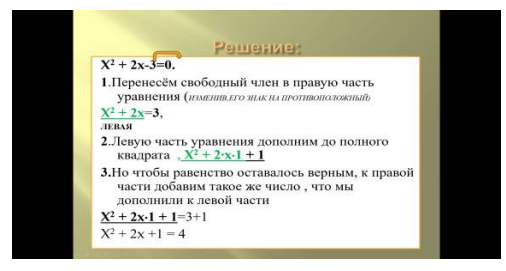 Решение:
X² + 2x-3=0.
1.Перенесём свободный член в правую часть
уравнения (ИЗМЕНИВ ЕГО ЗНАК НА ПРОТИВОПОЛОЖНЫЙ)
X² + 2x=3,
ЛЕВАЯ
2.Левую часть уравнения дополним до полного
квадрата , X² + 2·x·1 + 1
3.Но чтобы равенство оставалось верным, к правой
части добавим такое же число , что мы
дополнили к левой части
X² + 2x·1 + 1=3+1
X² + 2x +1 = 4